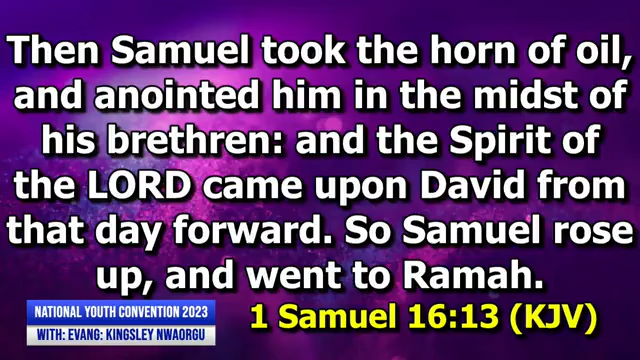 Then Samuel took the horn of oil,
and anointed him in the midst of
his brethren: and the Spirit of
the LORD came upon David from
that day forward. So Samuel rose
up, and went to Ramah.
NATIONAL YOUTH CONVENTION 2023
WITH: EVANG: KINGSLEY NWAORGU
1 Samuel 16:13 (KJV)